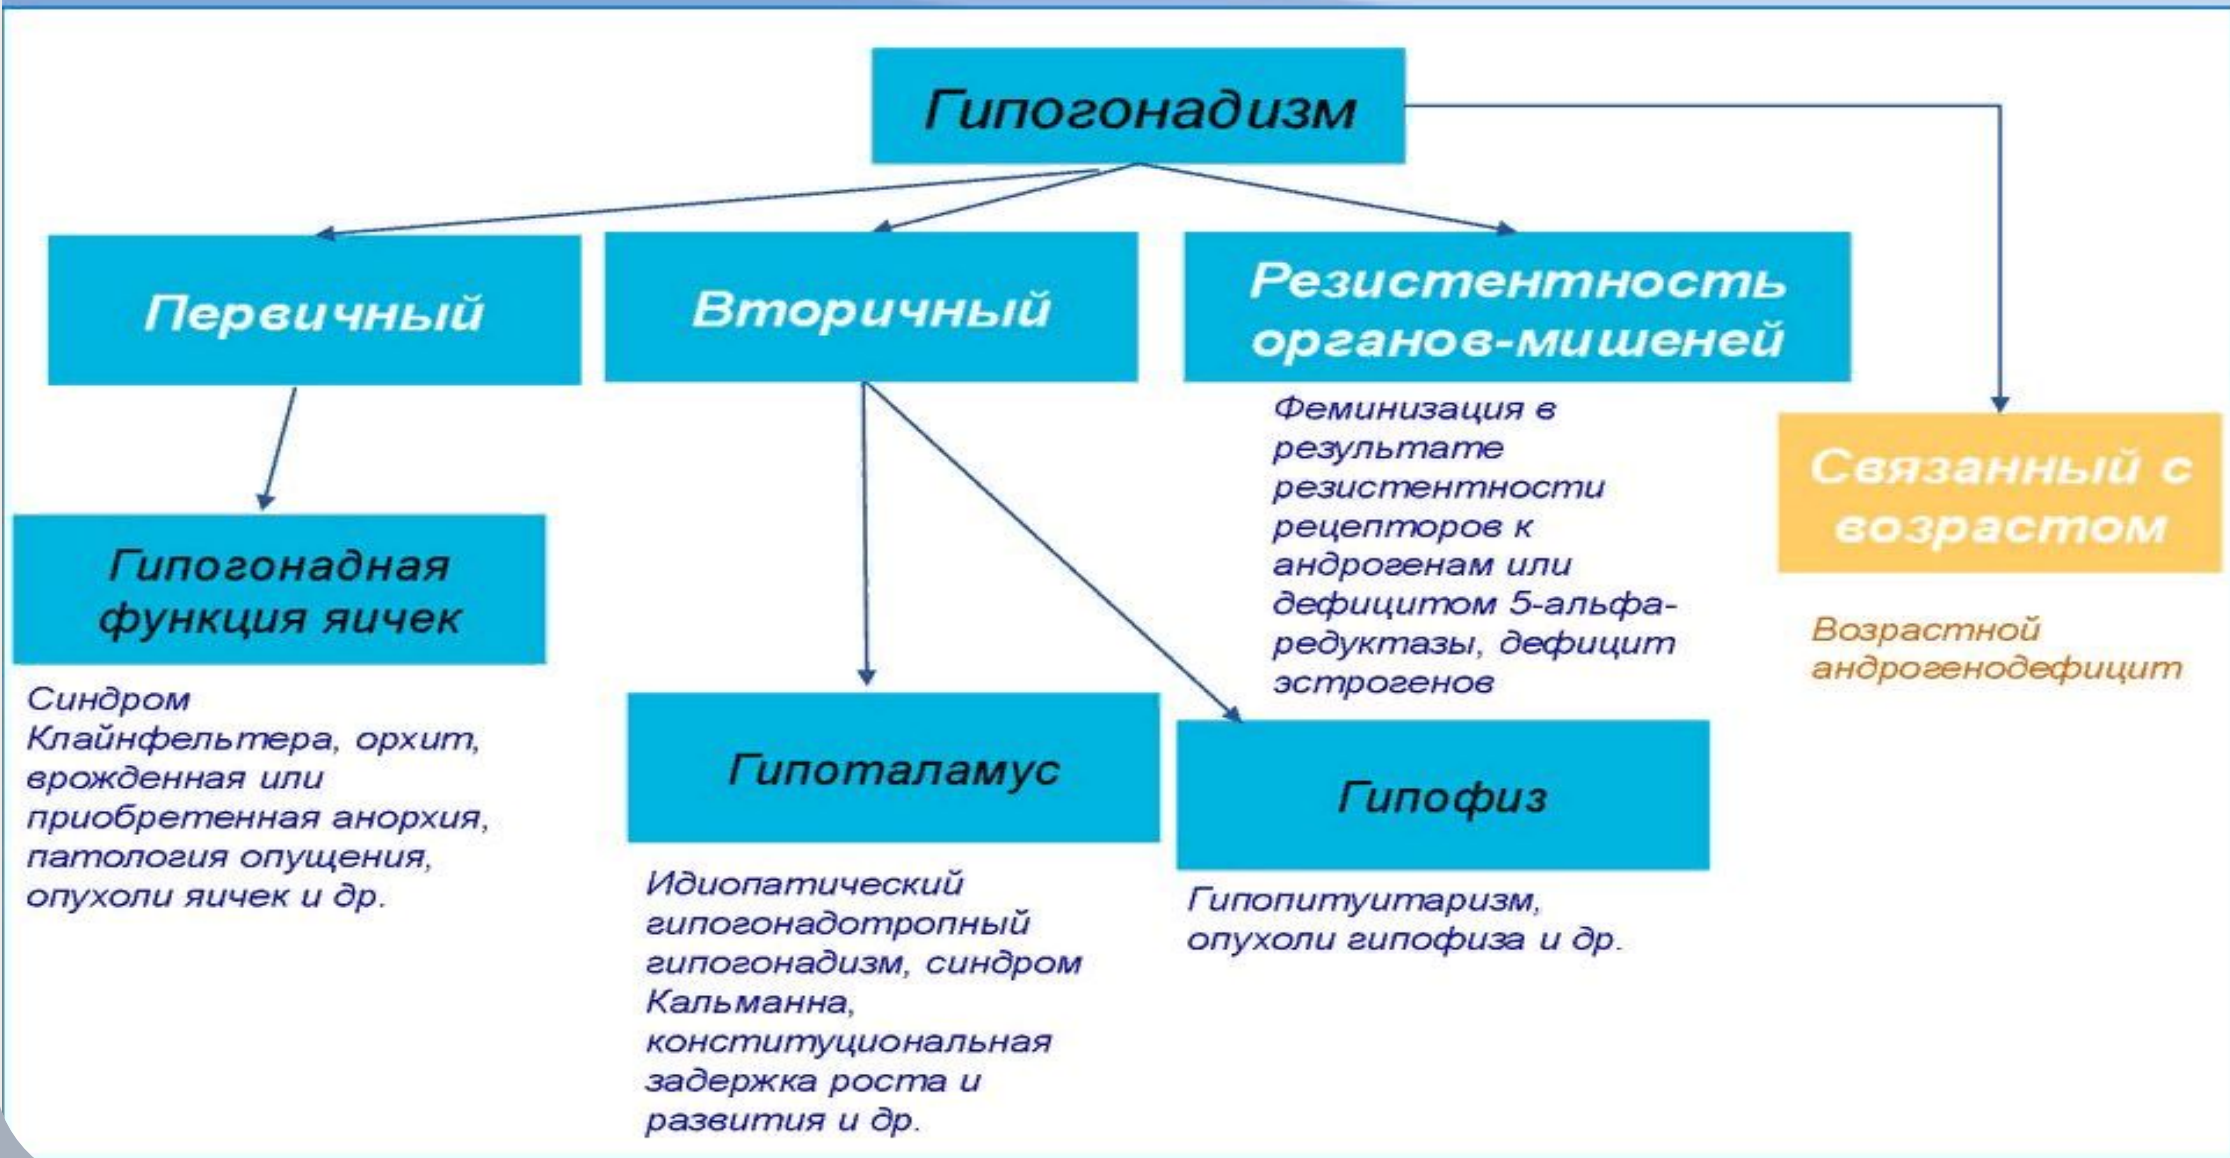 Гипогонадизм
Первичный
Вторичный
Резистентность
органов-мишеней
Связанный с
возрастом
Гипогонадная
функция яичек
Синдром
Клайнфельтера, орхит,
врожденная или
приобретенная анорхия,
патология опущения,
опухоли яичек и др.
Гипоталамус
Идиопатический
гипогонадотропный
гипогонадизм, синдром
Кальманна,
конституциональная
задержка роста и
развития и др.
Гипофиз
Гипопитуитаризм,
опухоли гипофиза и др.
Феминизация в
результате
резистентности
рецепторов к
андрогенам или
дефицитом 5-альфа-
редуктазы, дефицит
эстрогенов
Возрастной
андрогенодефицит